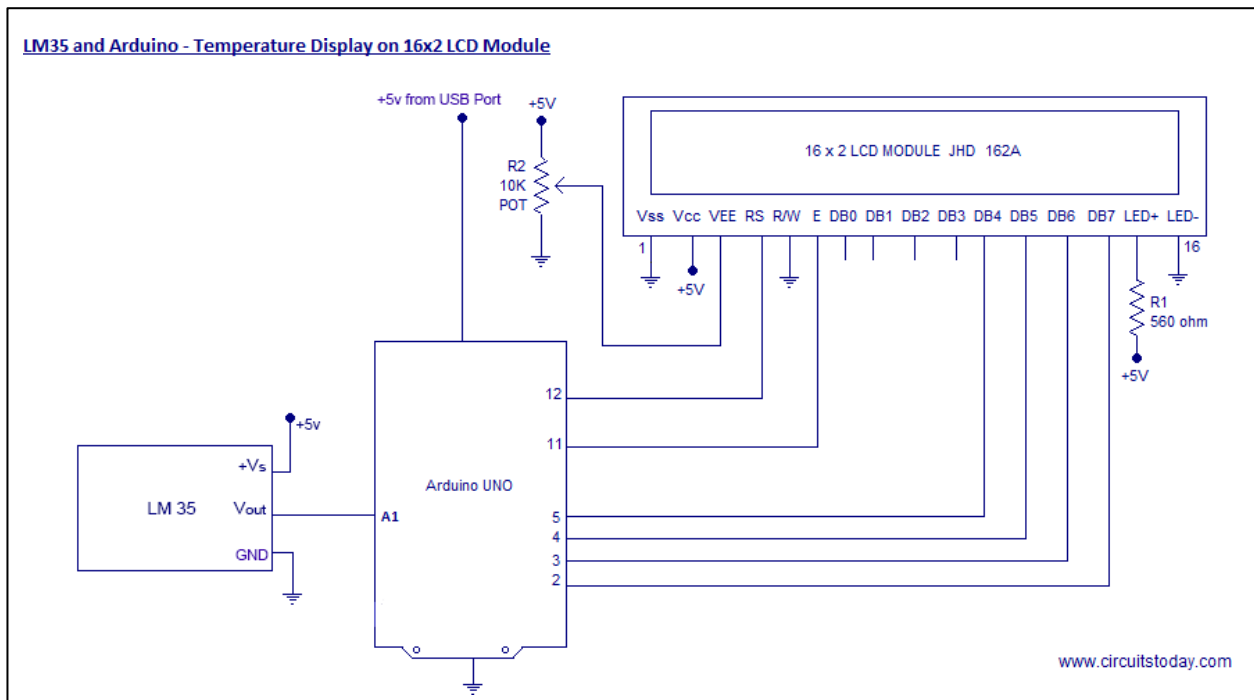 LM35 and Arduino - Temperature Display on 16x2 LCD Module
+5v from USB Port
+5V
R2
10K
POT
16 x 2 LCD MODULE JHD 162A
Vss Vcc VEE RS R/W E DB0 DB1 DB2 DB3 DB4 DB5 DB6 DB7 LED+ LED-
1
16
+5V
R1
560 ohm
+5V
12
11
Arduino UNO
+5v
+Vs
LM 35
Vout
GND
A1
5
4
3
2
www.circuitstoday.com